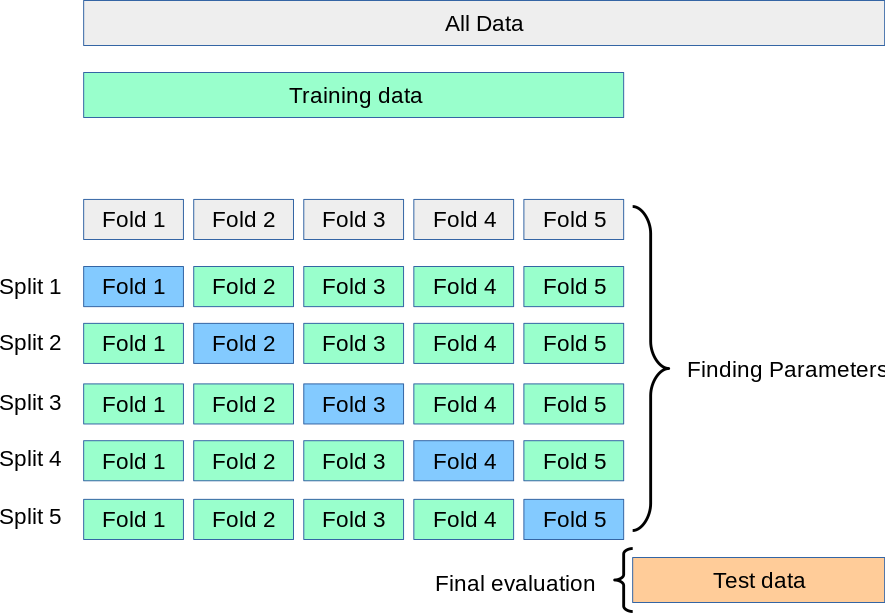 All Data
Training data
Fold 1 Fold 2 Fold 3 Fold 4 Fold 5
Split 1 Fold 1 Fold 2 Fold 3 Fold 4 Fold 5
Split 2 Fold 1 Fold 2 Fold 3 Fold 4 Fold 5
Finding Parameters
Split 3 Fold 1 Fold 2 Fold 3 Fold 4 Fold 5
Split 4 Fold 1 Fold 2 Fold 3 Fold 4 Fold 5
Split 5 Fold 1 Fold 2 Fold 3 Fold 4 Fold 5
Final evaluation Test data